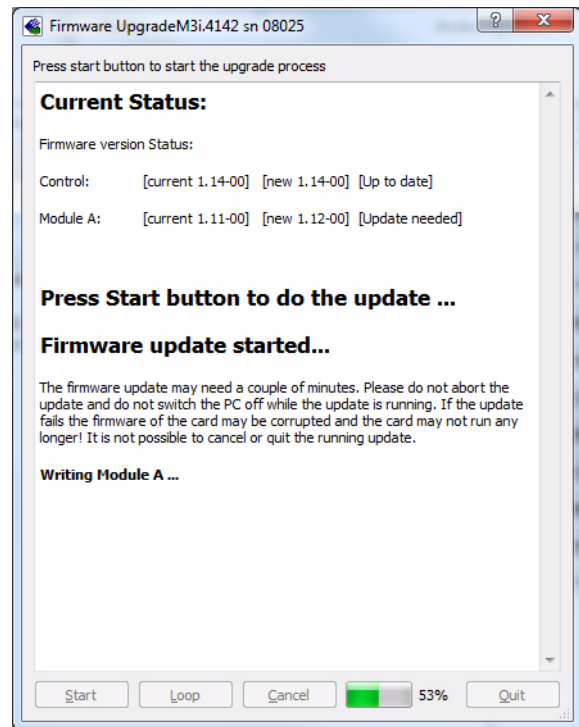 Firmware UpgradeM3i.4142 sn 08025
Press start button to start the upgrade process
Current Status:
Firmware version Status:
Control: [current 1.14-00] [new 1.14-00] [Up to date]
Module A: [current 1.11-00] [new 1.12-00] [Update needed]
Press Start button to do the update ...
Firmware update started...
The firmware update may need a couple of minutes. Please do not abort the
update and do not switch the PC off while the update is running. If the update
fails the firmware of the card may be corrupted and the card may not run any
longer! It is not possible to cancel or quit the running update.
Writing Module A ...
Start Loop Cancel 53% Quit